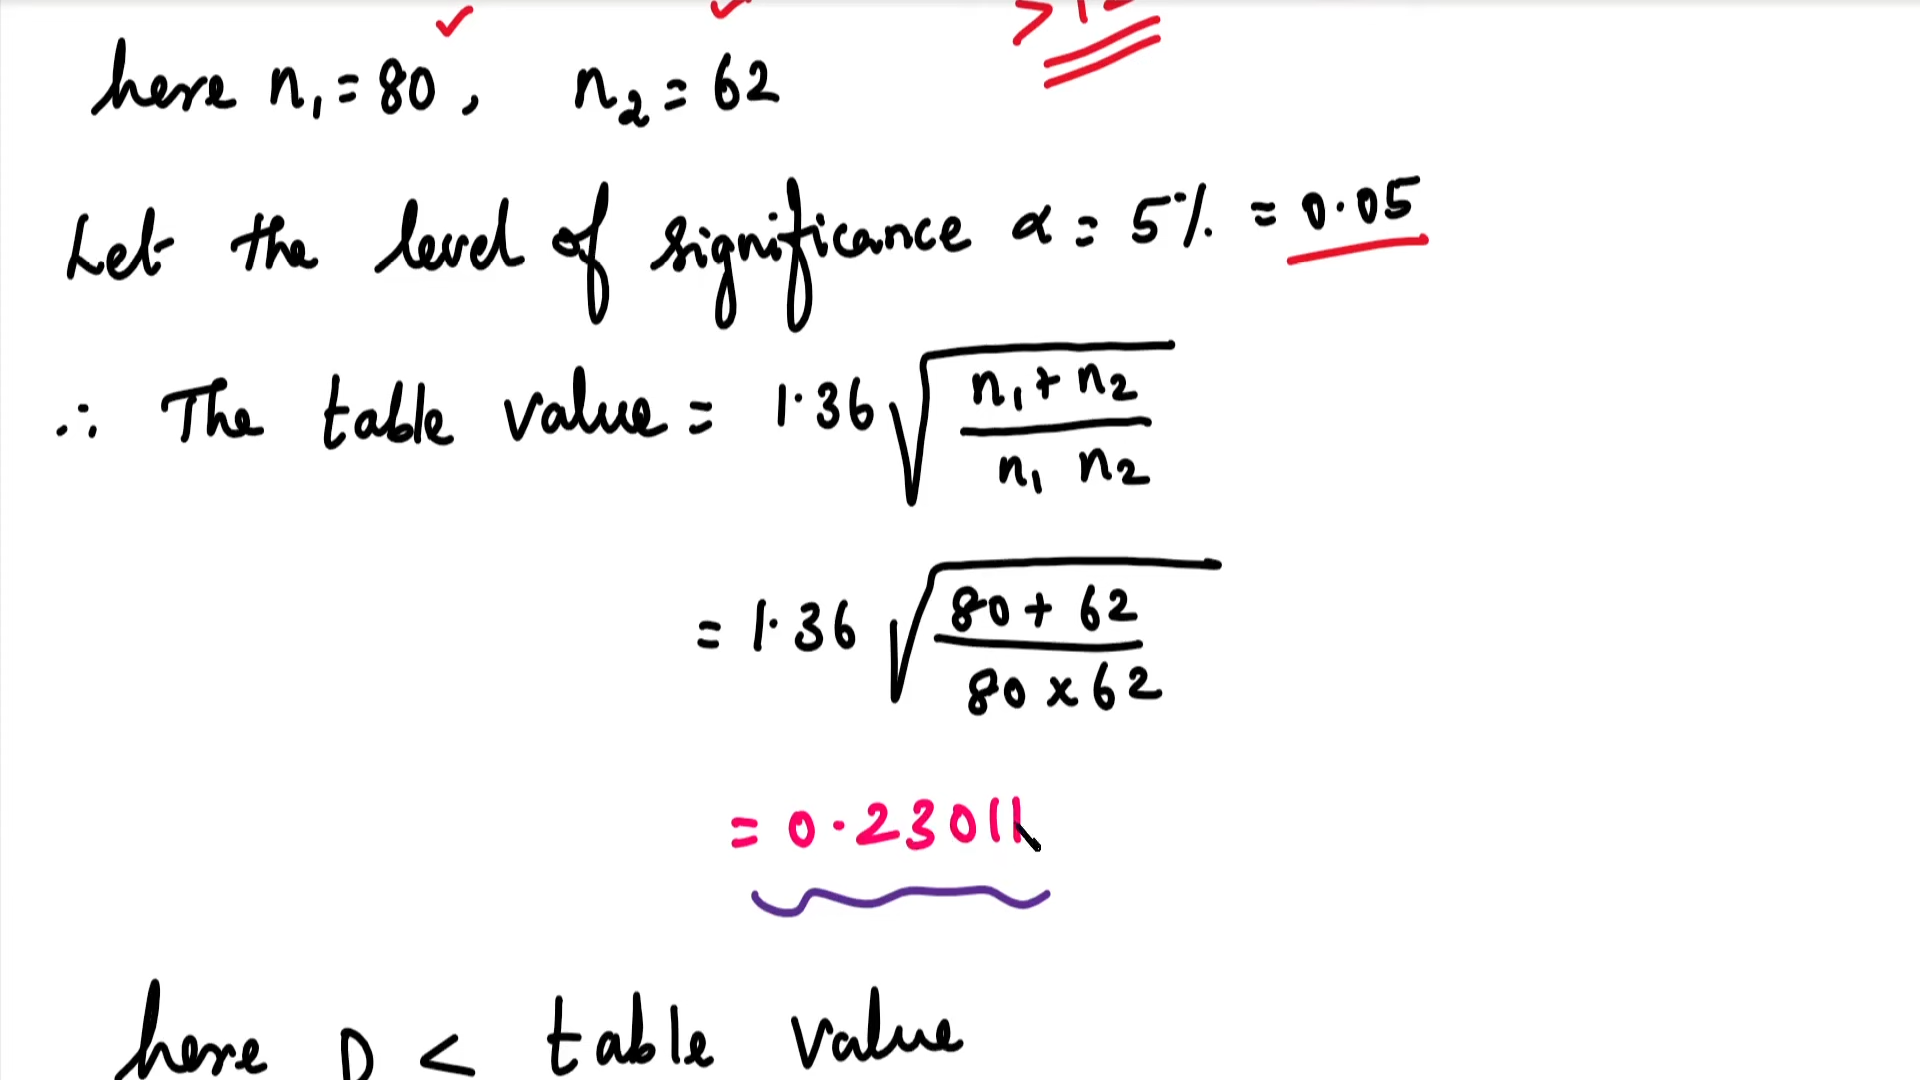 here n₁ = 80, n₂ = 62
Let the level of significance α = 5% = 0.05
∴ The table value = 1.36 √((n₁ + n₂) / (n₁ n₂))
= 1.36 √((80 + 62) / (80 × 62))
= 0.23011
here D < table value